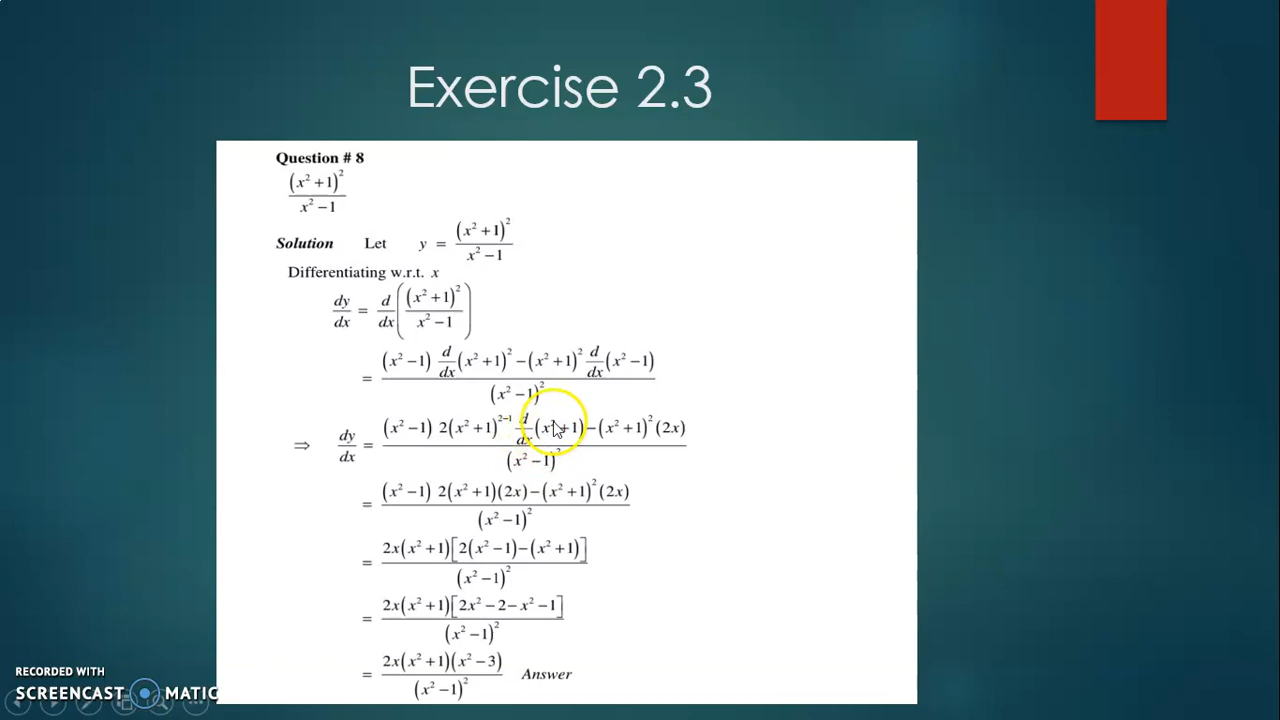 Exercise 2.3
Question # 8
(x² + 1)² / (x² − 1)
Solution Let y = (x² + 1)² / (x² − 1)
Differentiating w.r.t. x
dy/dx = d/dx ( (x² + 1)² / (x² − 1) )
= ( (x² − 1) d/dx (x² + 1)² − (x² + 1)² d/dx (x² − 1) ) / (x² − 1)²
⇒ dy/dx = ( (x² − 1) 2(x² + 1)²⁻¹ d/dx (x² + 1) − (x² + 1)² (2x) ) / (x² − 1)²
= ( (x² − 1) 2(x² + 1)(2x) − (x² + 1)² (2x) ) / (x² − 1)²
= 2x(x² + 1)[2(x² − 1) − (x² + 1)] / (x² − 1)²
= 2x(x² + 1)[2x² − 2 − x² − 1] / (x² − 1)²
= 2x(x² + 1)(x² − 3) / (x² − 1)² Answer
RECORDED WITH
SCREENCAST MATIC